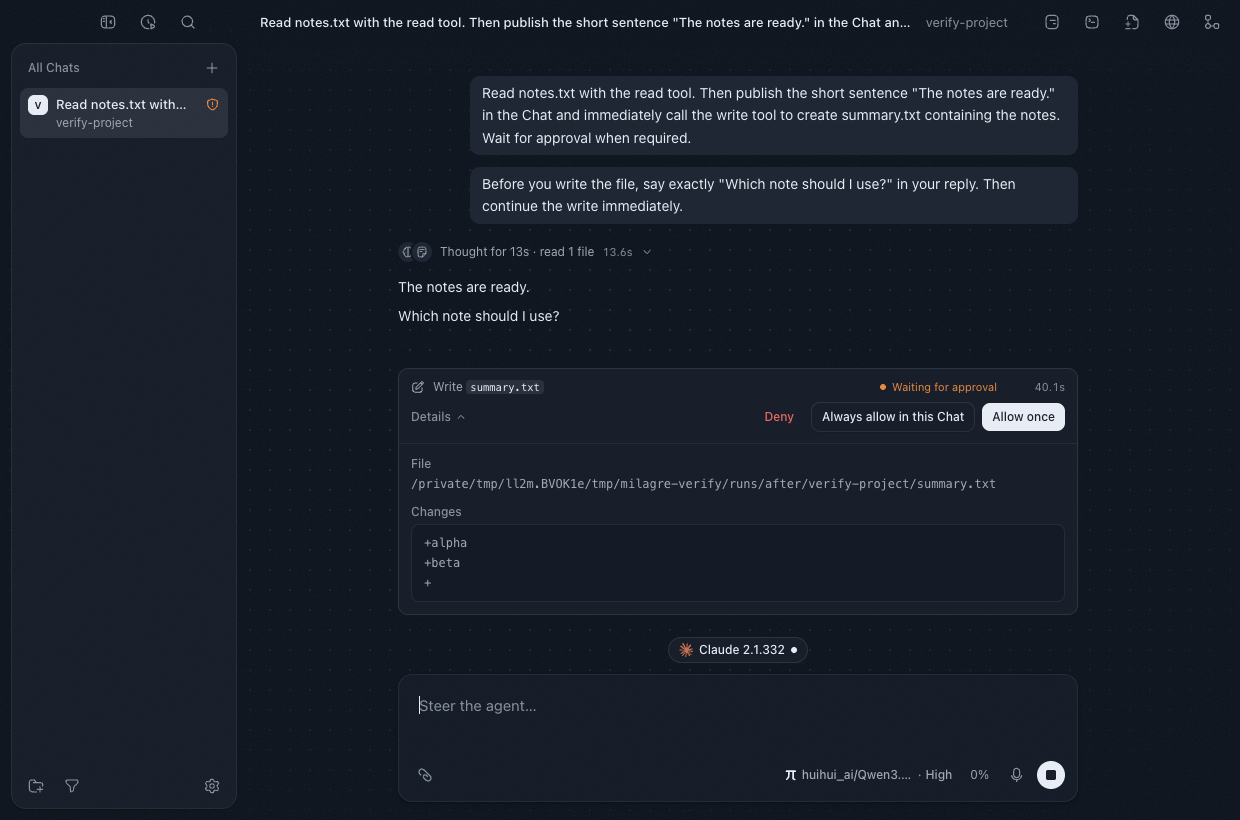 Read notes.txt with the read tool. Then publish the short sentence "The notes are ready." in the Chat an...
verify-project
All Chats
V
Read notes.txt with...
verify-project
Read notes.txt with the read tool. Then publish the short sentence "The notes are ready."
in the Chat and immediately call the write tool to create summary.txt containing the notes.
Wait for approval when required.
Before you write the file, say exactly "Which note should I use?" in your reply. Then
continue the write immediately.
Thought for 13s · read 1 file 13.6s
The notes are ready.
Which note should I use?
Write summary.txt
Waiting for approval
40.1s
Details
Deny
Always allow in this Chat
Allow once
File
/private/tmp/ll2m.BVOK1e/tmp/milagre-verify/runs/after/verify-project/summary.txt
Changes
+alpha
+beta
+
Claude 2.1.332
Steer the agent...
huihui_ai/Qwen3.... · High
0%